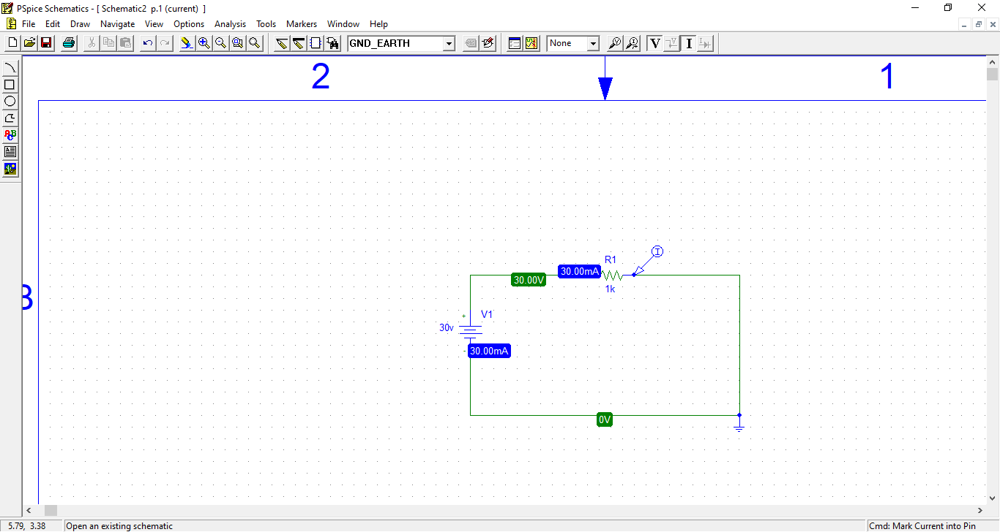 PSpice Schematics - [ Schematic2 p.1 (current) ]
File Edit Draw Navigate View Options Analysis Tools Markers Window Help
GND_EARTH None V V I I
ABC
A
2 1
3
R1
I
30.00mA
30.00V
1k
+ V1
30v
- 30.00mA
0V
5.79, 3.38 Open an existing schematic Cmd: Mark Current into Pin